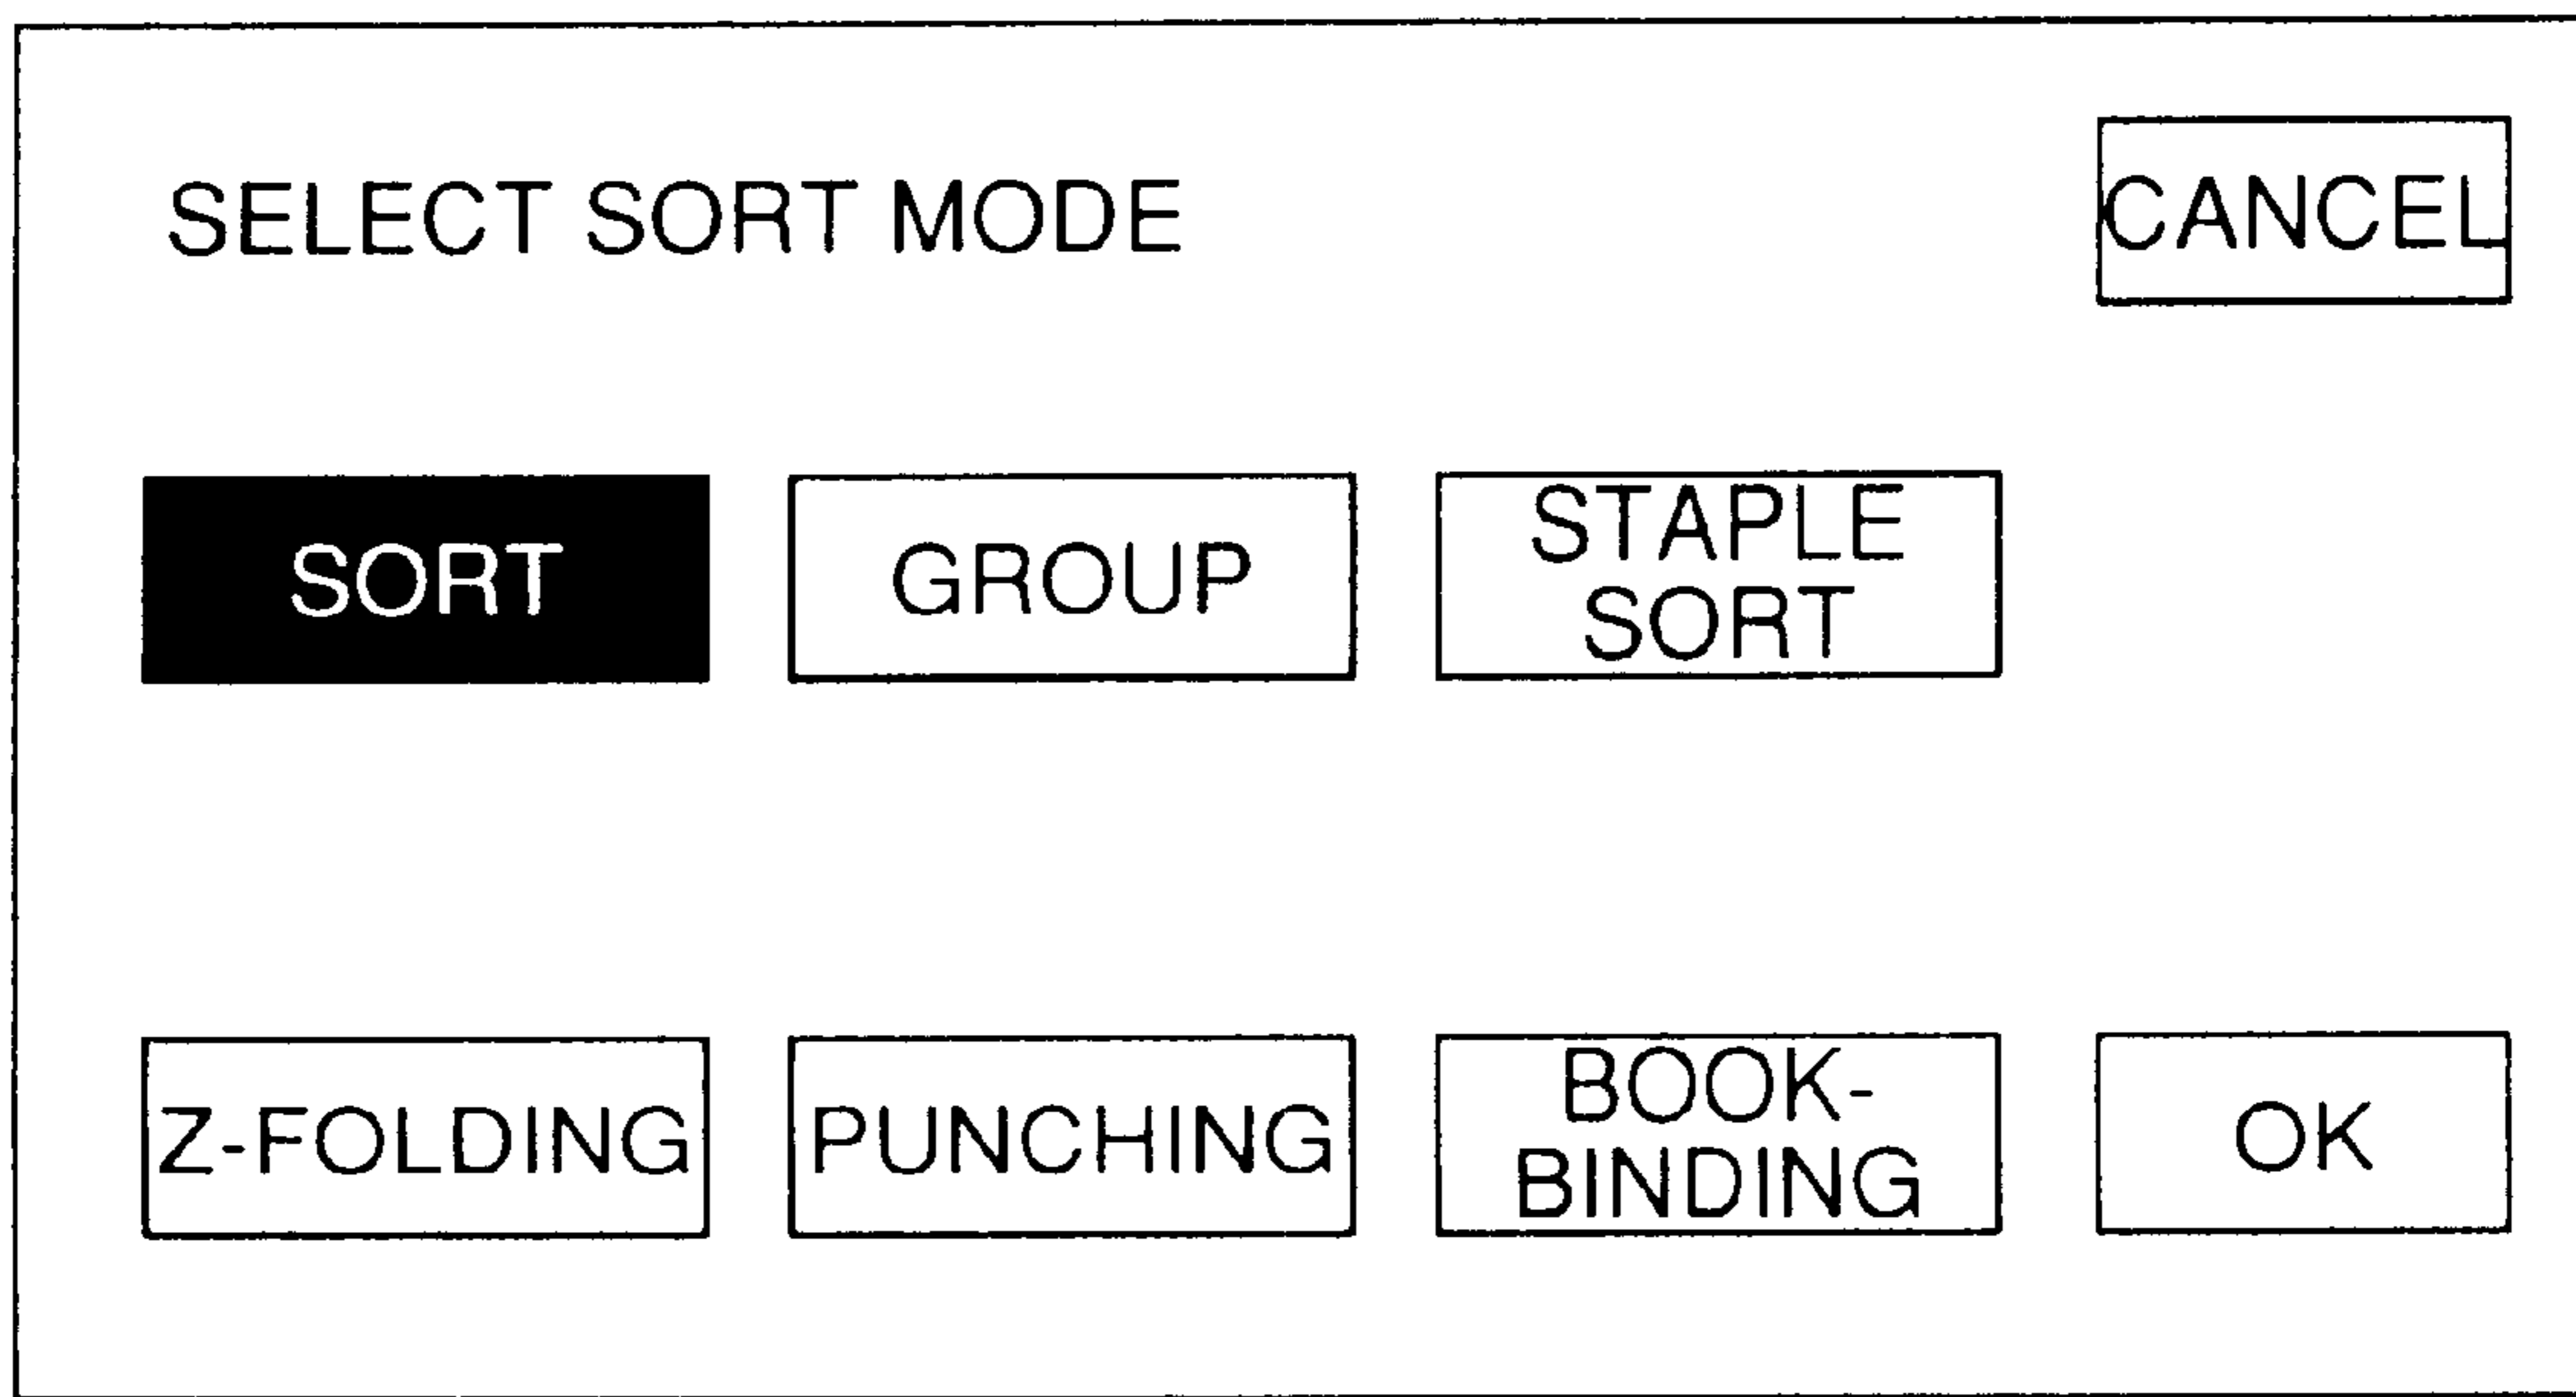 SELECT SORT MODE
CANCEL
SORT
GROUP
STAPLE
SORT
Z-FOLDING
PUNCHING
BOOK-
BINDING
OK